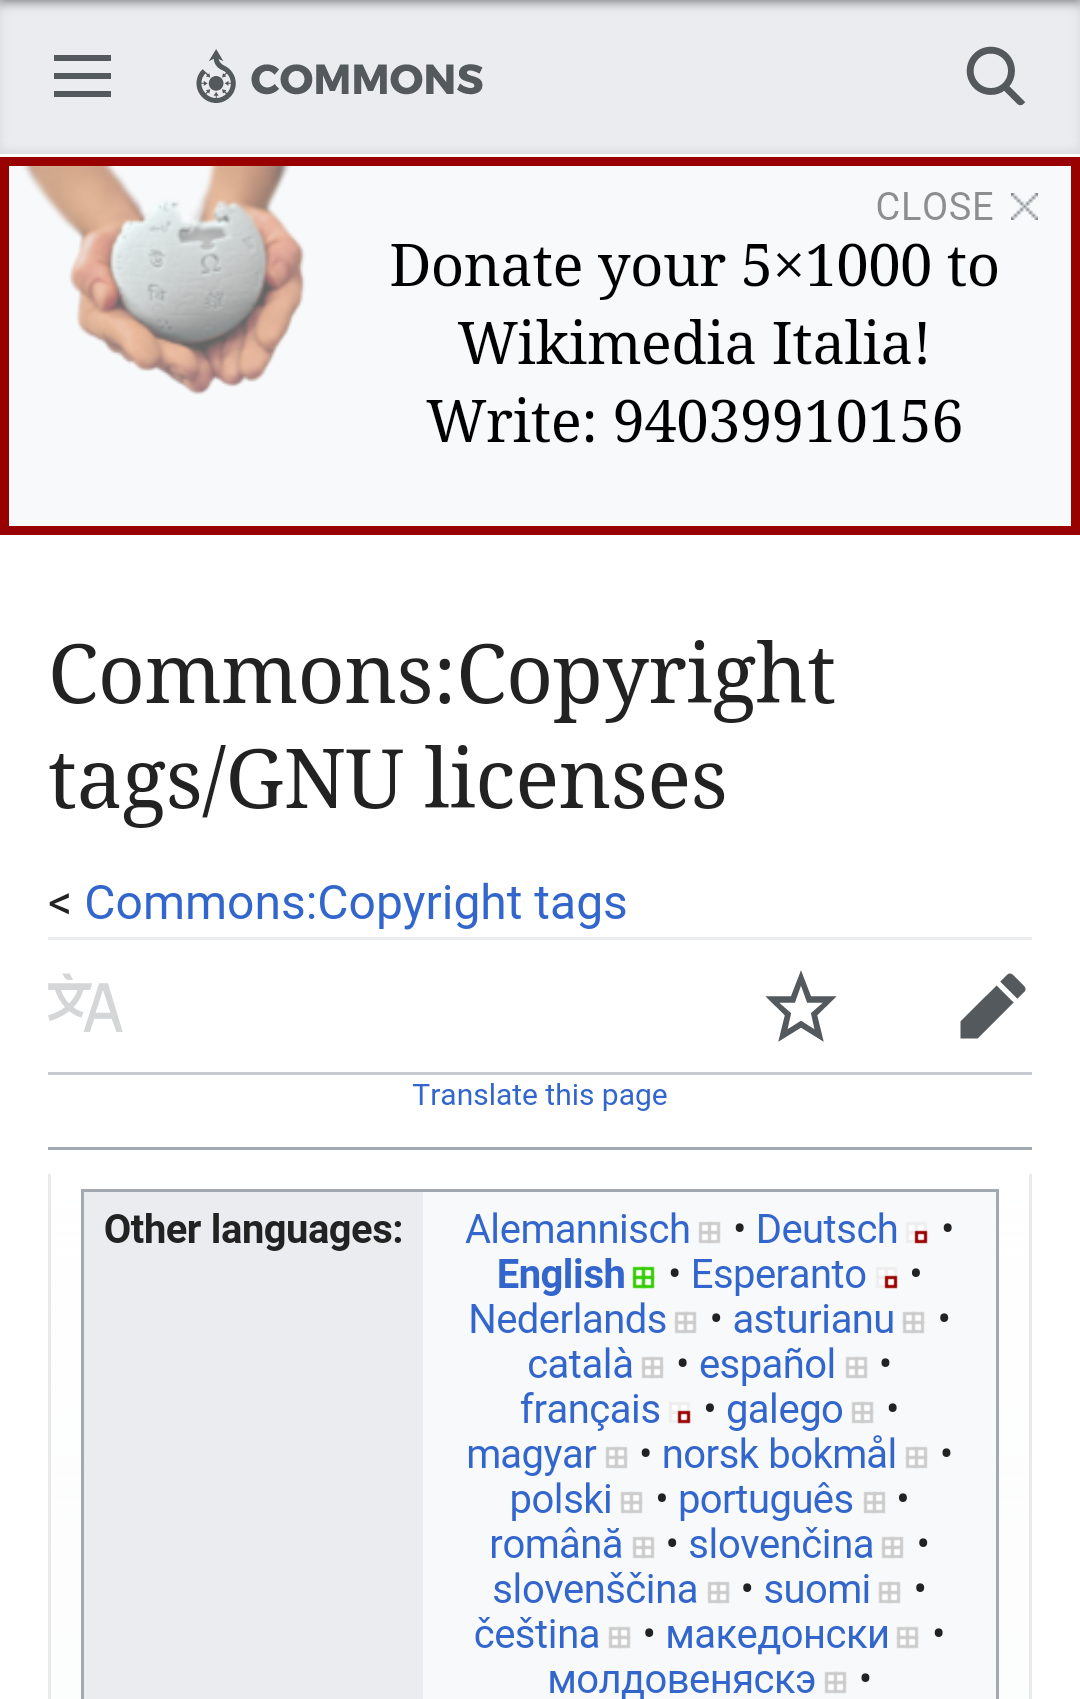 COMMONS
CLOSE
Donate your 5×1000 to
Wikimedia Italia!
Write: 94039910156
Commons:Copyright
tags/GNU licenses
< Commons:Copyright tags
Translate this page
Other languages:
Alemannisch • Deutsch •
English • Esperanto •
Nederlands • asturianu •
català • español •
français • galego •
magyar • norsk bokmål •
polski • português •
română • slovenčina •
slovenščina • suomi •
čeština • македонски •
молдовеняскэ •